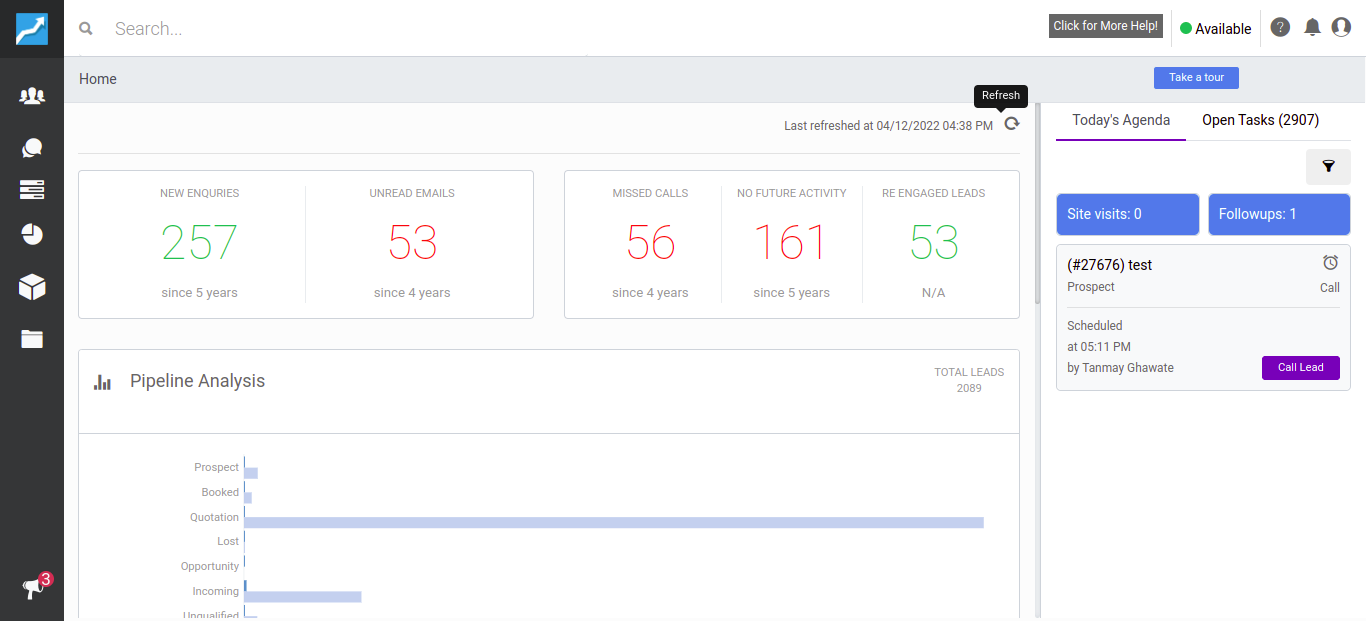 Search...
Click for More Help!
Available
?
Home
Take a tour
Refresh
Last refreshed at 04/12/2022 04:38 PM
NEW ENQURIES
257
since 5 years
UNREAD EMAILS
53
since 4 years
MISSED CALLS
56
since 4 years
NO FUTURE ACTIVITY
161
since 5 years
RE ENGAGED LEADS
53
N/A
Pipeline Analysis
TOTAL LEADS
2089
Prospect
Booked
Quotation
Lost
Opportunity
Incoming
Unqualified
Today's Agenda
Open Tasks (2907)
Site visits: 0
Followups: 1
(#27676) test
Prospect
Call
Scheduled
at 05:11 PM
by Tanmay Ghawate
Call Lead
3